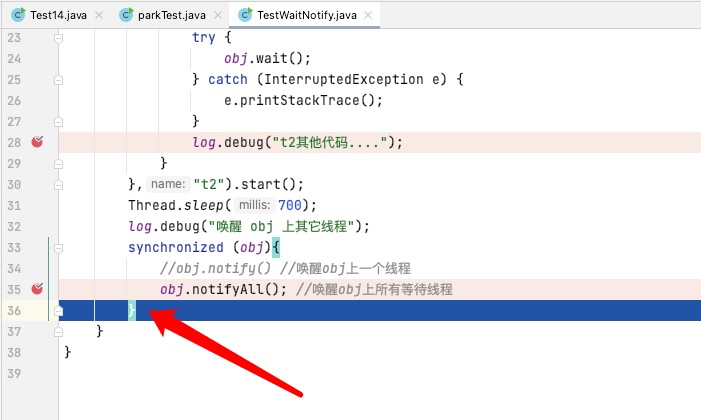 Test14.java × parkTest.java × TestWaitNotify.java ×
23 try {
24 obj.wait();
25 } catch (InterruptedException e) {
26 e.printStackTrace();
27 }
28 log.debug("t2其他代码....");
29 }
30 }, name: "t2").start();
31 Thread.sleep( millis: 700);
32 log.debug("唤醒 obj 上其它线程");
33 synchronized (obj){
34 //obj.notify() //唤醒obj上一个线程
35 obj.notifyAll(); //唤醒obj上所有等待线程
36 }
37 }
38 }
39